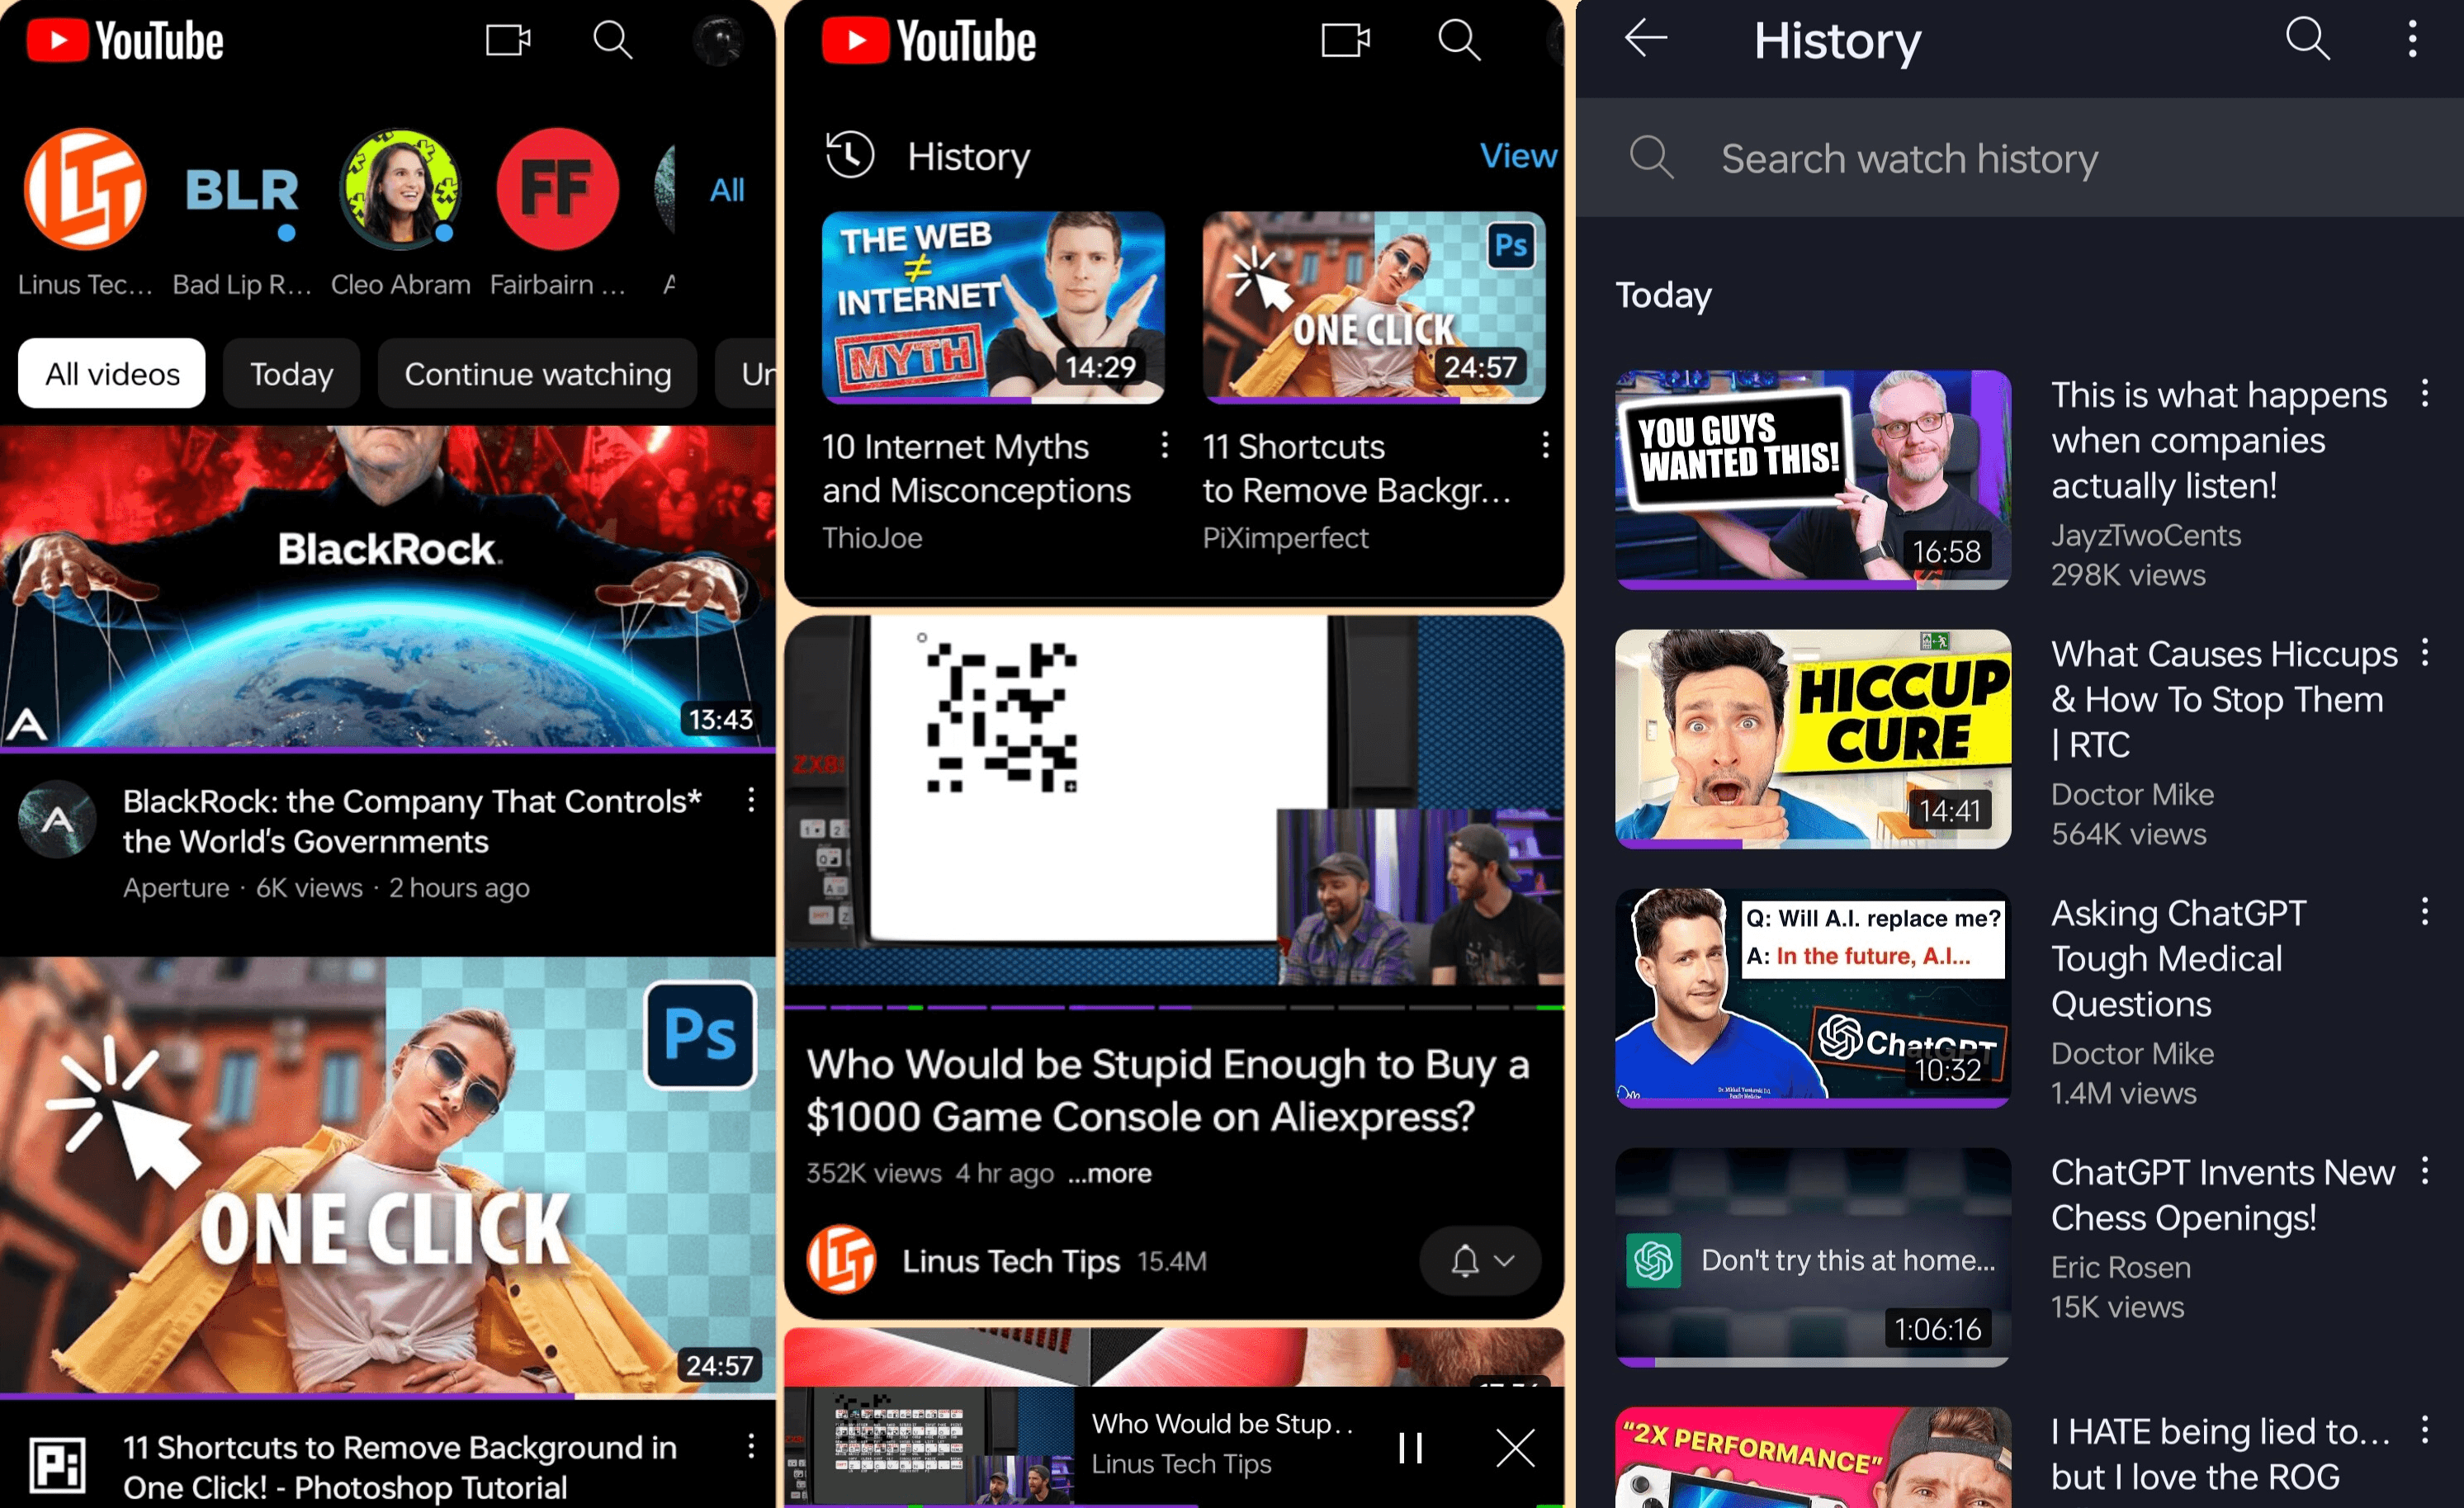 YouTube
LTT
BLR
FF
All
Linus Tec...
Bad Lip R...
Cleo Abram
Fairbairn ...
A
All videos
Today
Continue watching
Un
BlackRock.
A
13:43
A
BlackRock: the Company That Controls*
the World's Governments
Aperture · 6K views · 2 hours ago
Ps
ONE CLICK
24:57
Pi
11 Shortcuts to Remove Background in
One Click! - Photoshop Tutorial
YouTube
History
View
THE WEB
≠
INTERNET
MYTH
14:29
10 Internet Myths
and Misconceptions
ThioJoe
Ps
ONE CLICK
24:57
11 Shortcuts
to Remove Backgr...
PiXimperfect
ZX8
Who Would be Stupid Enough to Buy a
$1000 Game Console on Aliexpress?
352K views 4 hr ago ...more
LTT
Linus Tech Tips 15.4M
Who Would be Stup..
Linus Tech Tips
History
Search watch history
Today
YOU GUYS
WANTED THIS!
16:58
This is what happens
when companies
actually listen!
JayzTwoCents
298K views
HICCUP
CURE
14:41
What Causes Hiccups
& How To Stop Them
| RTC
Doctor Mike
564K views
Q: Will A.I. replace me?
A: In the future, A.I...
ChatGPT
10:32
Asking ChatGPT
Tough Medical
Questions
Doctor Mike
1.4M views
Don't try this at home...
1:06:16
ChatGPT Invents New
Chess Openings!
Eric Rosen
15K views
"2X PERFORMANCE"
I HATE being lied to...
but I love the ROG